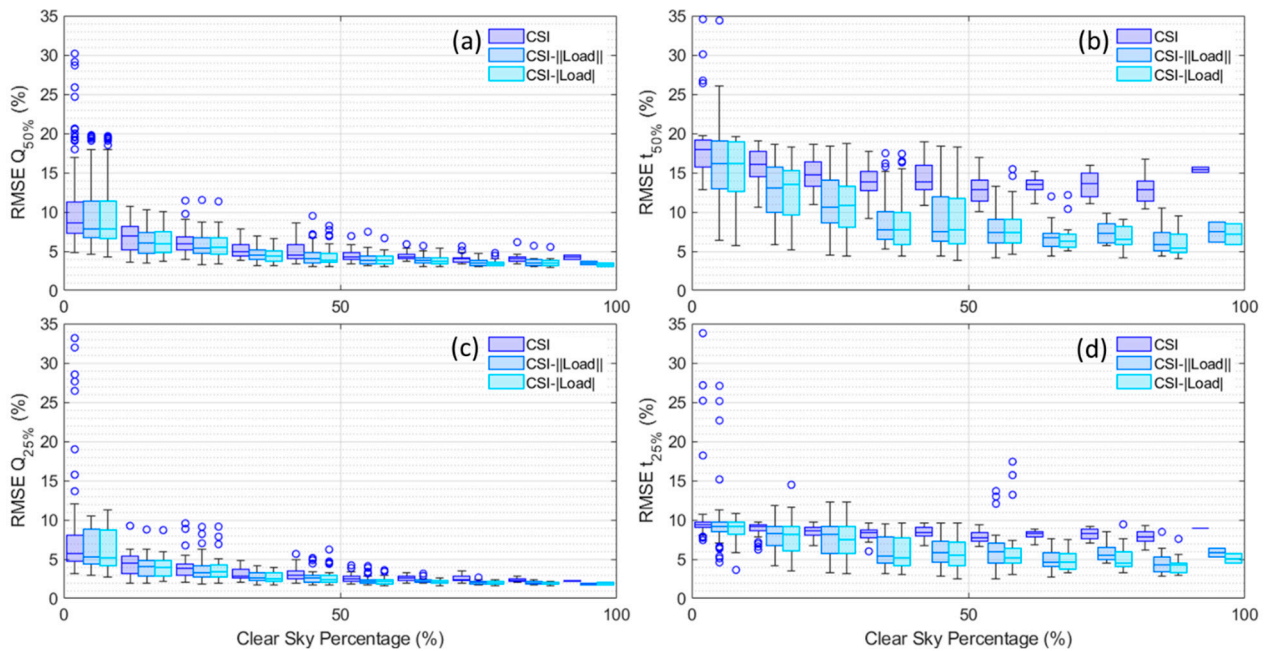 (a)
CSI
CSI-||Load||
CSI-|Load|
RMSE Q50% (%)
35
30
25
20
15
10
5
0
0
50
100
(b)
CSI
CSI-||Load||
CSI-|Load|
RMSE t50% (%)
35
30
25
20
15
10
5
0
0
50
100
(c)
CSI
CSI-||Load||
CSI-|Load|
RMSE Q25% (%)
35
30
25
20
15
10
5
0
0
50
100
Clear Sky Percentage (%)
(d)
CSI
CSI-||Load||
CSI-|Load|
RMSE t25% (%)
35
30
25
20
15
10
5
0
0
50
100
Clear Sky Percentage (%)